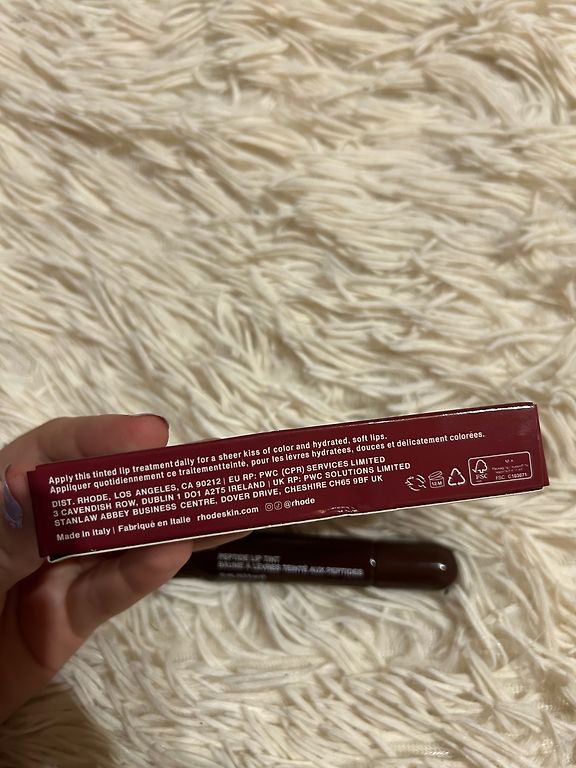 Apply this tinted lip treatment daily for a sheer kiss of color and hydrated, soft lips.
Appliquer quotidiennement ce traitementteinté, pour les lèvres hydratées, douces et délicatement colorées.
DIST. RHODE, LOS ANGELES, CA 90212 | EU RP: PWC (CPR) SERVICES LIMITED
3 CAVENDISH ROW, DUBLIN 1 DO1 A2T5 IRELAND | UK RP: PWC SOLUTIONS LIMITED
STANLAW ABBEY BUSINESS CENTRE, DOVER DRIVE, CHESHIRE CH65 9BF UK
Made in Italy | Fabriqué en Italie rhodeskin.com @rhode
12M
FSC
PEPTIDE LIP TINT
BAUME À LÈVRES TEINTÉ AUX PEPTIDES